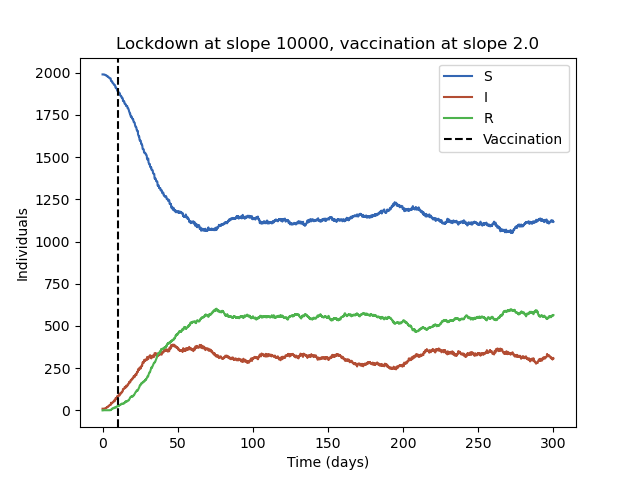 Lockdown at slope 10000, vaccination at slope 2.0
S
I
R
Vaccination
Individuals
2000
1750
1500
1250
1000
750
500
250
0
0 50 100 150 200 250 300
Time (days)